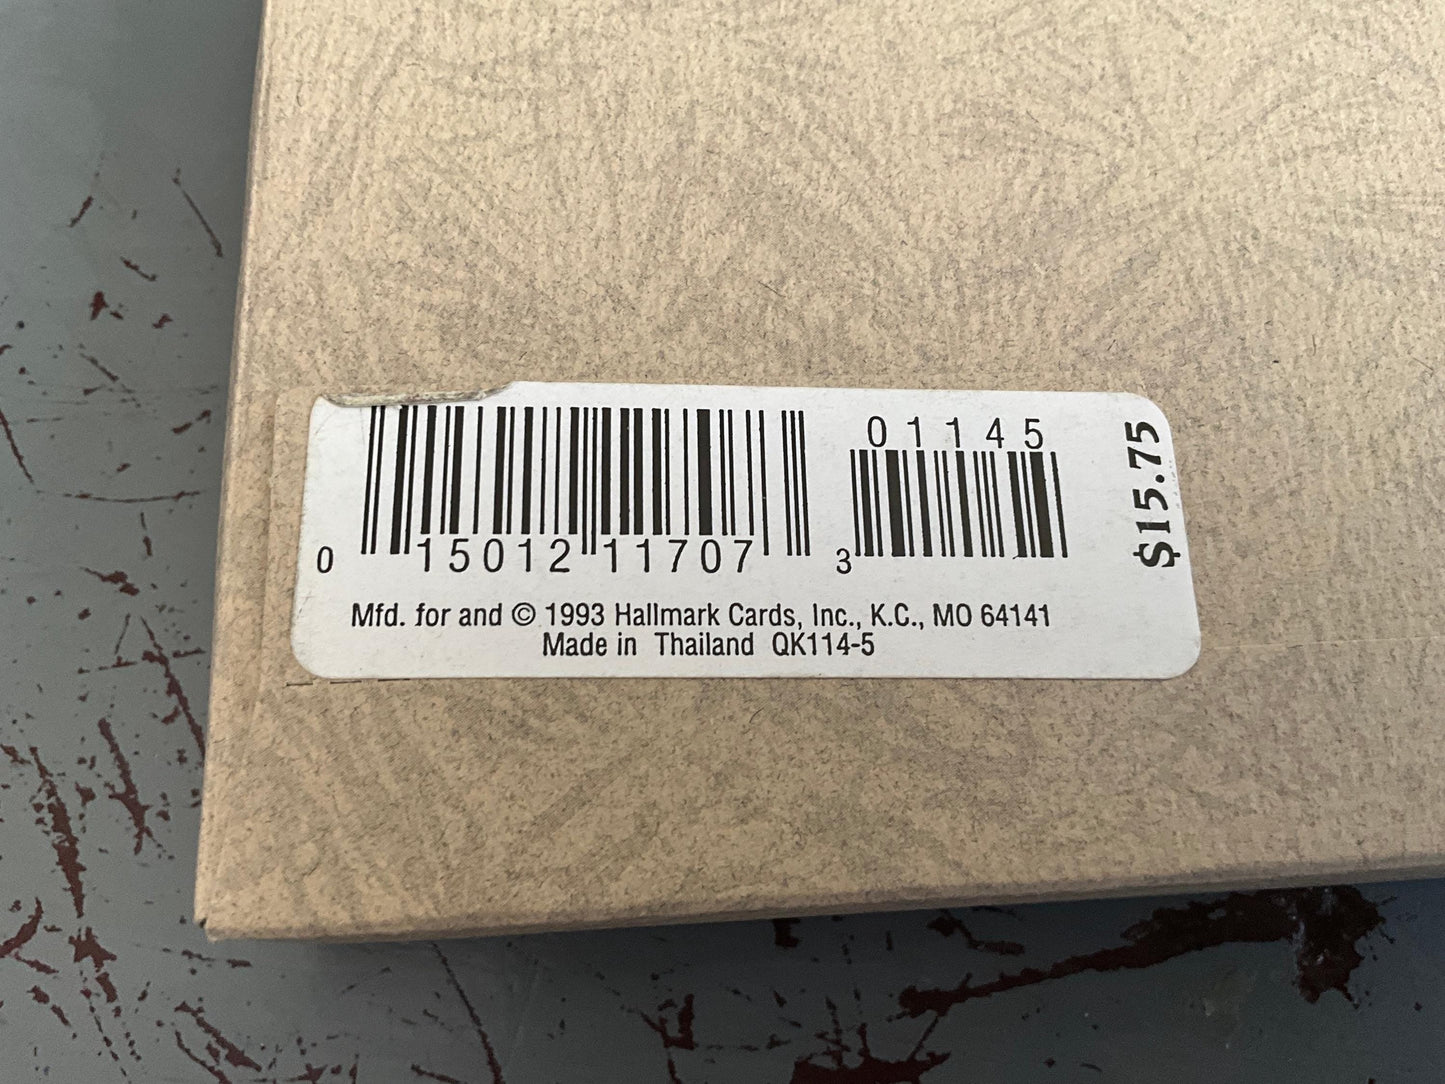 01145
0 15012 11707 3
$15.75
Mfd. for and © 1993 Hallmark Cards, Inc., K.C., MO 64141
Made in Thailand QK114-5